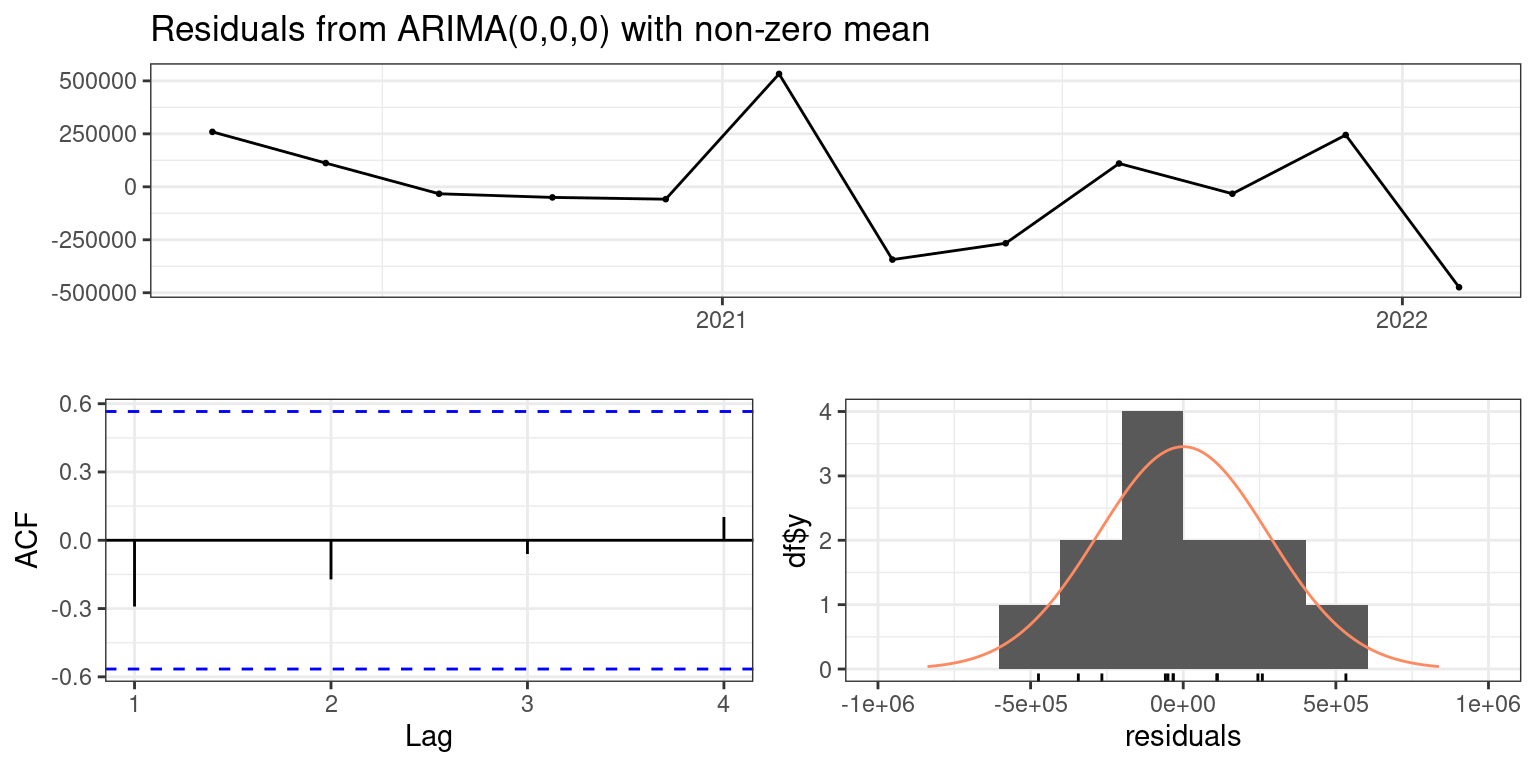 Residuals from ARIMA(0,0,0) with non-zero mean
500000
250000
0
-250000
-500000
2021 2022
ACF
0.6
0.3
0.0
-0.3
-0.6
1 2 3 4
Lag
df$y
4
3
2
1
0
-1e+06 -5e+05 0e+00 5e+05 1e+06
residuals